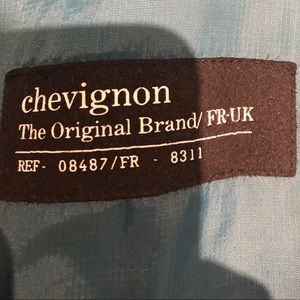 chevignon
The Original Brand/ FR-UK
REF- 08487/FR - 8311